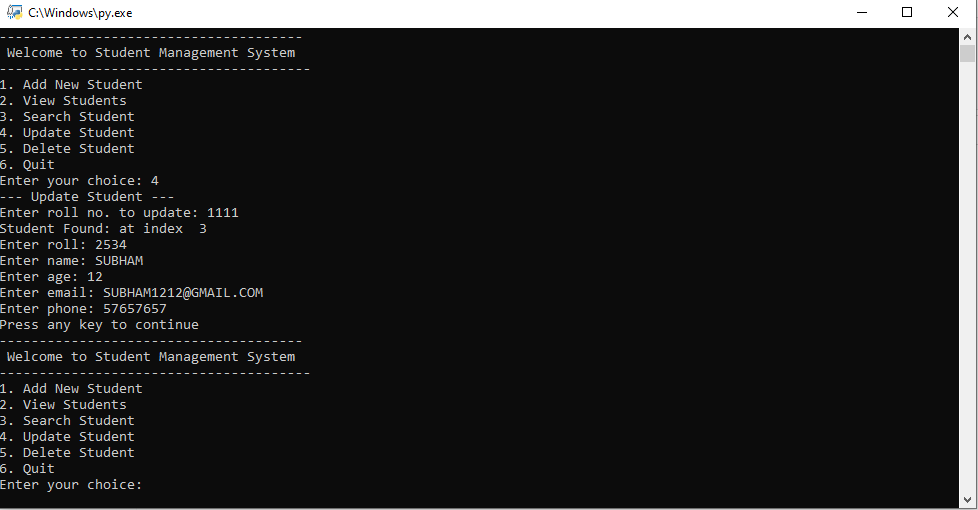 C:\Windows\py.exe
--------------------------------------
 Welcome to Student Management System
---------------------------------------
1. Add New Student
2. View Students
3. Search Student
4. Update Student
5. Delete Student
6. Quit
Enter your choice: 4
--- Update Student ---
Enter roll no. to update: 1111
Student Found: at index  3
Enter roll: 2534
Enter name: SUBHAM
Enter age: 12
Enter email: SUBHAM1212@GMAIL.COM
Enter phone: 57657657
Press any key to continue
--------------------------------------
 Welcome to Student Management System
---------------------------------------
1. Add New Student
2. View Students
3. Search Student
4. Update Student
5. Delete Student
6. Quit
Enter your choice: